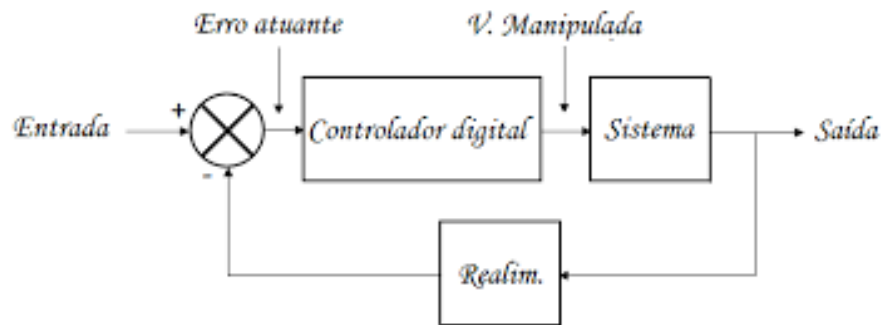 Erro atuante
V. Manipulada
+
Entrada
Controlador digital
Sistema
Saída
-
Realim.